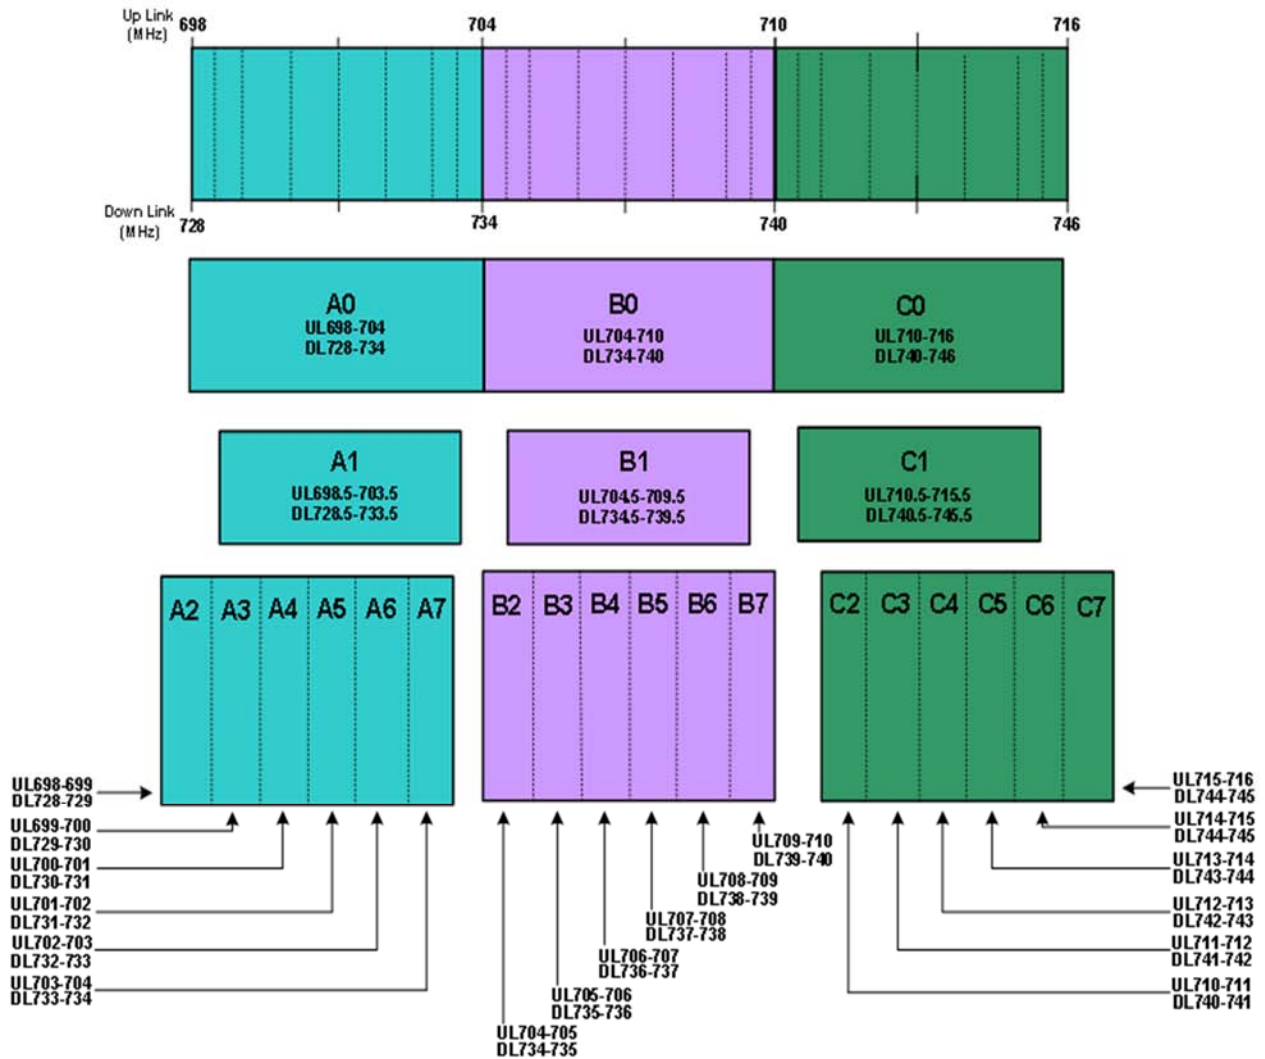 Up Link
(MHz)
698
704
710
716
Down Link
(MHz)
728
734
740
746
A0
UL698-704
DL728-734
B0
UL704-710
DL734-740
C0
UL710-716
DL740-746
A1
UL698.5-703.5
DL728.5-733.5
B1
UL704.5-709.5
DL734.5-739.5
C1
UL710.5-715.5
DL740.5-745.5
A2 A3 A4 A5 A6 A7
B2 B3 B4 B5 B6 B7
C2 C3 C4 C5 C6 C7
UL698-699
DL728-729
UL699-700
DL729-730
UL700-701
DL730-731
UL701-702
DL731-732
UL702-703
DL732-733
UL703-704
DL733-734
UL709-710
DL739-740
UL708-709
DL738-739
UL707-708
DL737-738
UL706-707
DL736-737
UL705-706
DL735-736
UL704-705
DL734-735
UL715-716
DL744-745
UL714-715
DL744-745
UL713-714
DL743-744
UL712-713
DL742-743
UL711-712
DL741-742
UL710-711
DL740-741